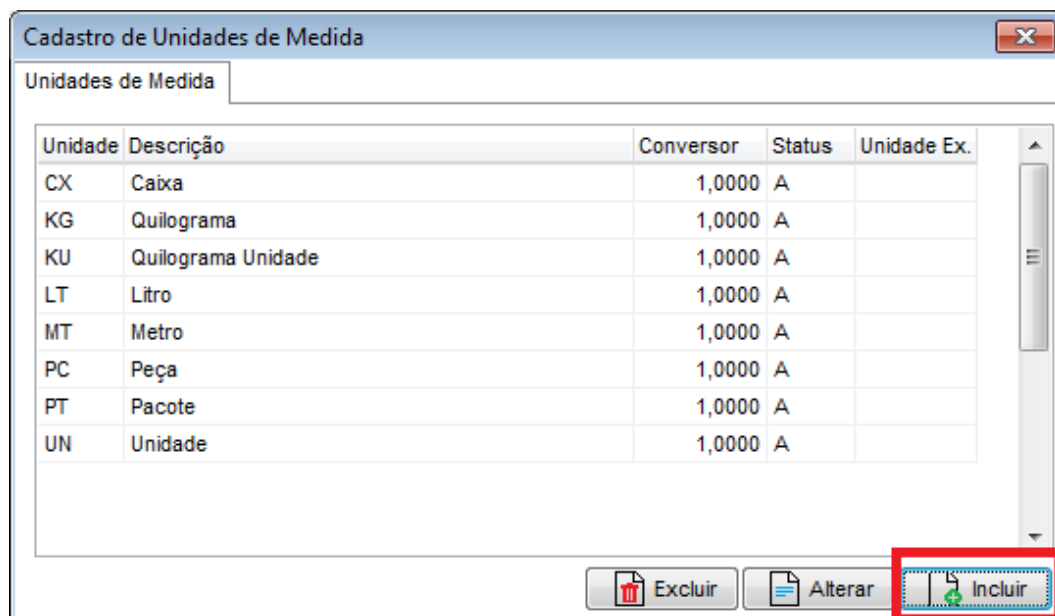 Cadastro de Unidades de Medida
Unidades de Medida
Unidade Descrição Conversor Status Unidade Ex.
CX Caixa 1,0000 A
KG Quilograma 1,0000 A
KU Quilograma Unidade 1,0000 A
LT Litro 1,0000 A
MT Metro 1,0000 A
PC Peça 1,0000 A
PT Pacote 1,0000 A
UN Unidade 1,0000 A
Excluir Alterar Incluir